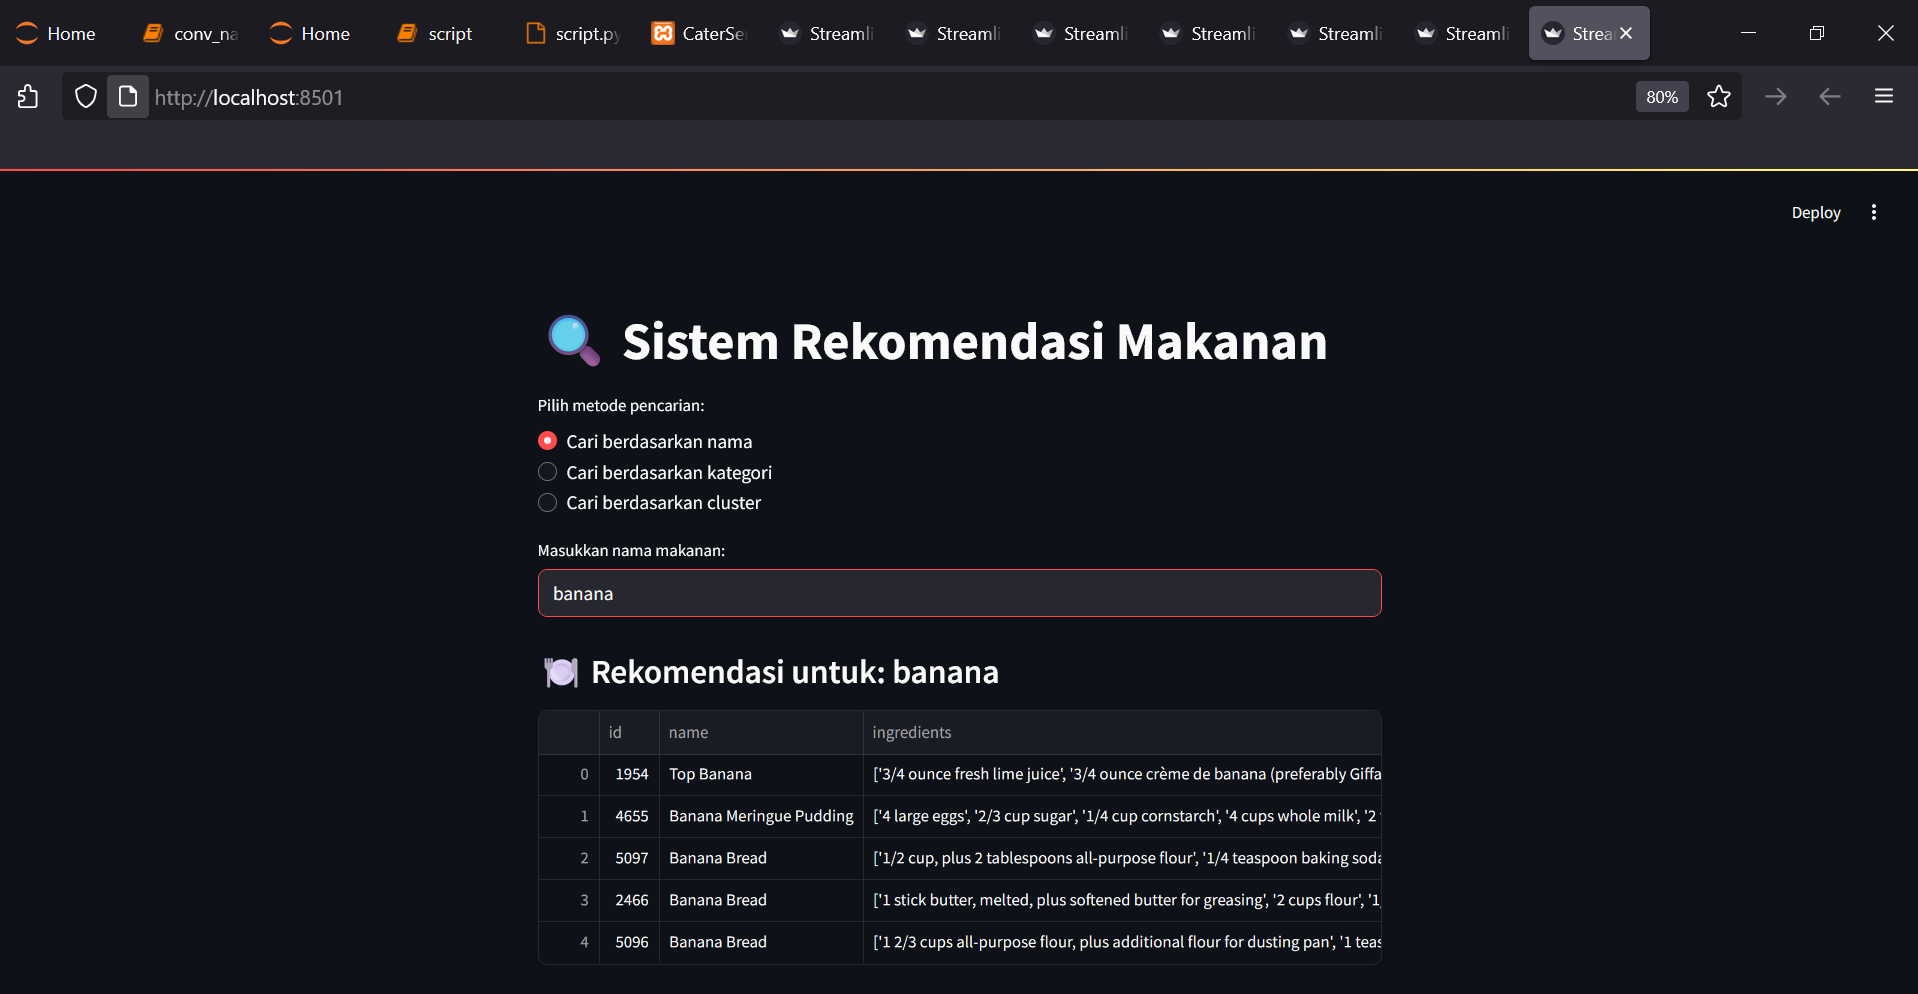 Home conv_na Home script script.py CaterSe Streamli Streamli Streamli Streamli Streamli Streamli Strea
http://localhost:8501 80%
Deploy
Sistem Rekomendasi Makanan
Pilih metode pencarian:
Cari berdasarkan nama
Cari berdasarkan kategori
Cari berdasarkan cluster
Masukkan nama makanan:
banana
Rekomendasi untuk: banana
id name ingredients
0 1954 Top Banana ['3/4 ounce fresh lime juice', '3/4 ounce crème de banana (preferably Giffa
1 4655 Banana Meringue Pudding ['4 large eggs', '2/3 cup sugar', '1/4 cup cornstarch', '4 cups whole milk', '2
2 5097 Banana Bread ['1/2 cup, plus 2 tablespoons all-purpose flour', '1/4 teaspoon baking soda
3 2466 Banana Bread ['1 stick butter, melted, plus softened butter for greasing', '2 cups flour', '1/
4 5096 Banana Bread ['1 2/3 cups all-purpose flour, plus additional flour for dusting pan', '1 teas